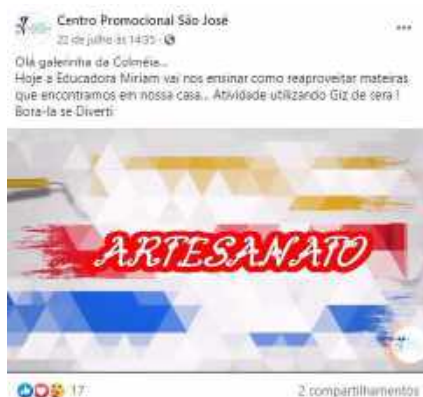 Centro Promocional São José
22 de julho às 14:35
Olá galerinha da Colméia...
Hoje a Educadora Miriam vai nos ensinar como reaproveitar mateiras
que encontramos em nossa casa... Atividade utilizando Giz de cera !
Bora-la se Diverti
ARTESANATO
17
2 compartilhamentos